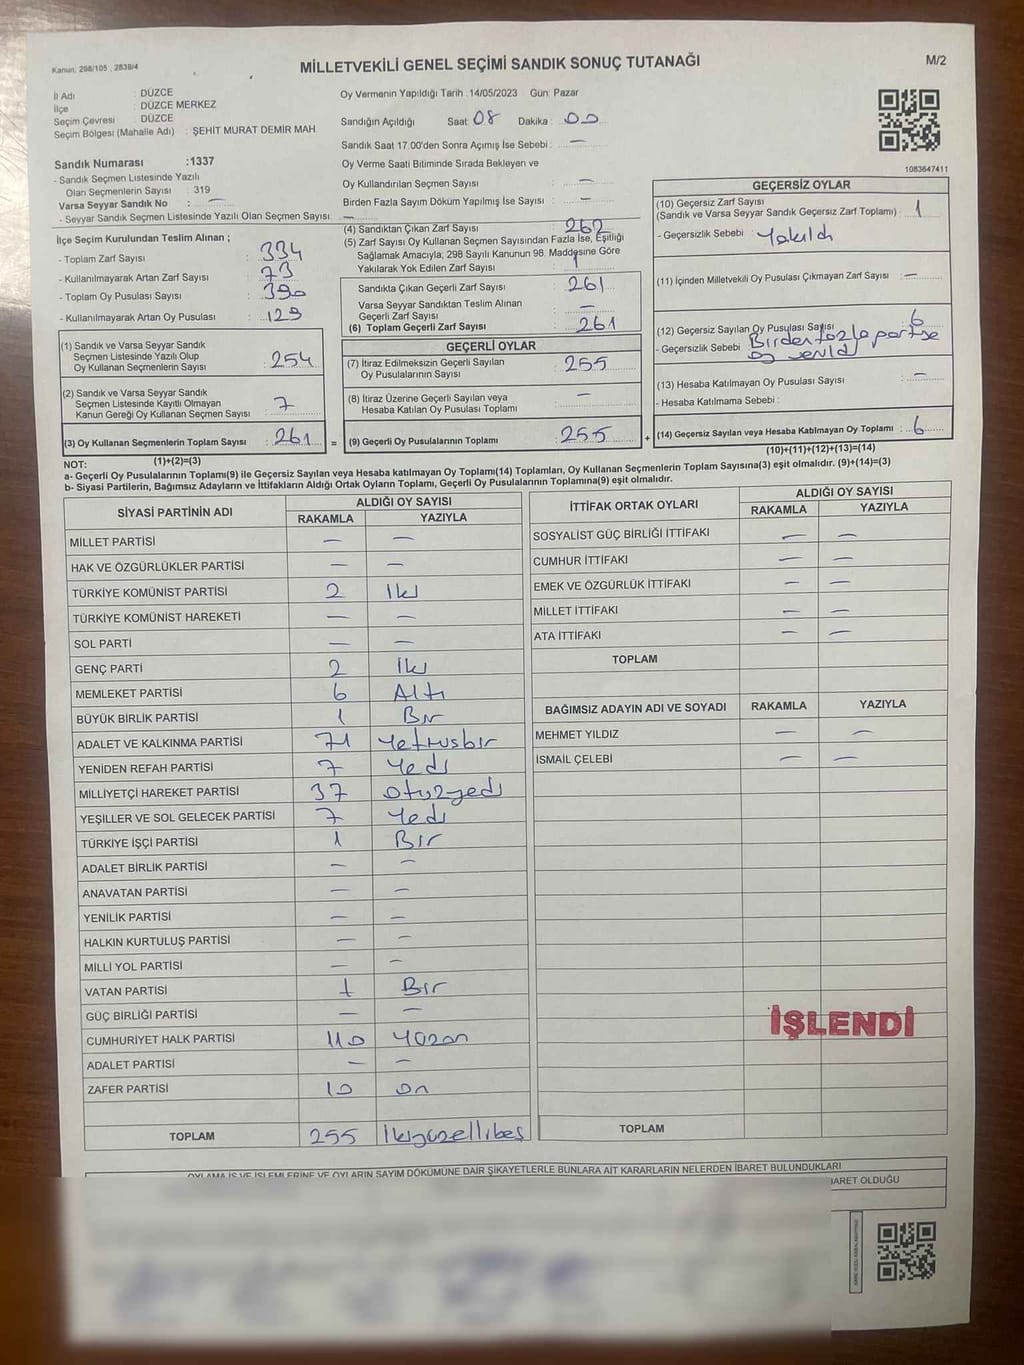 Kanun, 298/105 , 2839/4
MİLLETVEKİLİ GENEL SEÇİMİ SANDIK SONUÇ TUTANAĞI
M/2
İl Adı : DÜZCE
İlçe : DÜZCE MERKEZ
Seçim Çevresi : DÜZCE
Seçim Bölgesi (Mahalle Adı) : ŞEHİT MURAT DEMİR MAH.
Sandık Numarası :1337
- Sandık Seçmen Listesinde Yazılı
Olan Seçmenlerin Sayısı : 319
Varsa Seyyar Sandık No : —
- Seyyar Sandık Seçmen Listesinde Yazılı Olan Seçmen Sayısı: —
Oy Vermenin Yapıldığı Tarih :14/05/2023 Gün: Pazar
Sandığın Açıldığı Saat: 08 Dakika : 00
Sandık Saat 17.00'den Sonra Açımış İse Sebebi : —
Oy Verme Saati Bitiminde Sırada Bekleyen ve
Oy Kullandırılan Seçmen Sayısı : —
Birden Fazla Sayım Döküm Yapılmış İse Sayısı : —
1083647411
İlçe Seçim Kurulundan Teslim Alınan ;
- Toplam Zarf Sayısı : 334
- Kullanılmayarak Artan Zarf Sayısı : 73
- Toplam Oy Pusulası Sayısı : 390
- Kullanılmayarak Artan Oy Pusulası : 129
(4) Sandıktan Çıkan Zarf Sayısı : 262
(5) Zarf Sayısı Oy Kullanan Seçmen Sayısından Fazla İse, Eşitliği
Sağlamak Amacıyla; 298 Sayılı Kanunun 98. Maddesine Göre
Yakılarak Yok Edilen Zarf Sayısı : 1
Sandıkta Çıkan Geçerli Zarf Sayısı : 261
Varsa Seyyar Sandıktan Teslim Alınan
Geçerli Zarf Sayısı : —
(6) Toplam Geçerli Zarf Sayısı : 261
GEÇERSİZ OYLAR
(10) Geçersiz Zarf Sayısı
(Sandık ve Varsa Seyyar Sandık Geçersiz Zarf Toplamı) : 1
- Geçersizlik Sebebi : Yakıldı
(11) İçinden Milletvekili Oy Pusulası Çıkmayan Zarf Sayısı : —
(12) Geçersiz Sayılan Oy Pusulası Sayısı : 6
- Geçersizlik Sebebi : Birden fazla partiye
oy verildi
(13) Hesaba Katılmayan Oy Pusulası Sayısı : —
- Hesaba Katılmama Sebebi :
(14) Geçersiz Sayılan veya Hesaba Katılmayan Oy Toplamı : 6
(10)+(11)+(12)+(13)=(14)
(1) Sandık ve Varsa Seyyar Sandık
Seçmen Listesinde Yazılı Olup
Oy Kullanan Seçmenlerin Sayısı : 254
(2) Sandık ve Varsa Seyyar Sandık
Seçmen Listesinde Kayıtlı Olmayan
Kanun Gereği Oy Kullanan Seçmen Sayısı : 7
(3) Oy Kullanan Seçmenlerin Toplam Sayısı : 261 =
(1)+(2)=(3)
GEÇERLİ OYLAR
(7) İtiraz Edilmeksizin Geçerli Sayılan
Oy Pusulalarının Sayısı : 255
(8) İtiraz Üzerine Geçerli Sayılan veya
Hesaba Katılan Oy Pusulası Toplamı : —
(9) Geçerli Oy Pusulalarının Toplamı : 255 +
NOT:
a- Geçerli Oy Pusulalarının Toplamı(9) ile Geçersiz Sayılan veya Hesaba katılmayan Oy Toplamı(14) Toplamları, Oy Kullanan Seçmenlerin Toplam Sayısına(3) eşit olmalıdır. (9)+(14)=(3)
b- Siyasi Partilerin, Bağımsız Adayların ve İttifakların Aldığı Ortak Oyların Toplamı, Geçerli Oy Pusulalarının Toplamına(9) eşit olmalıdır.
SİYASİ PARTİNİN ADI ALDIĞI OY SAYISI
RAKAMLA YAZIYLA
MİLLET PARTİSİ — —
HAK VE ÖZGÜRLÜKLER PARTİSİ — —
TÜRKİYE KOMÜNİST PARTİSİ 2 İki
TÜRKİYE KOMÜNİST HAREKETİ — —
SOL PARTİ — —
GENÇ PARTİ 2 İki
MEMLEKET PARTİSİ 6 Altı
BÜYÜK BİRLİK PARTİSİ 1 Bir
ADALET VE KALKINMA PARTİSİ 71 Yetmişbir
YENİDEN REFAH PARTİSİ 7 Yedi
MİLLİYETÇİ HAREKET PARTİSİ 37 Otuzyedi
YEŞİLLER VE SOL GELECEK PARTİSİ 7 Yedi
TÜRKİYE İŞÇİ PARTİSİ 1 Bir
ADALET BİRLİK PARTİSİ — —
ANAVATAN PARTİSİ — —
YENİLİK PARTİSİ — —
HALKIN KURTULUŞ PARTİSİ — —
MİLLİ YOL PARTİSİ — —
VATAN PARTİSİ 1 Bir
GÜÇ BİRLİĞİ PARTİSİ — —
CUMHURİYET HALK PARTİSİ 110 Yüzon
ADALET PARTİSİ — —
ZAFER PARTİSİ 10 On
TOPLAM 255 İkiyüzellibeş
İTTİFAK ORTAK OYLARI ALDIĞI OY SAYISI
RAKAMLA YAZIYLA
SOSYALİST GÜÇ BİRLİĞİ İTTİFAKI — —
CUMHUR İTTİFAKI — —
EMEK VE ÖZGÜRLÜK İTTİFAKI — —
MİLLET İTTİFAKI — —
ATA İTTİFAKI — —
TOPLAM
BAĞIMSIZ ADAYIN ADI VE SOYADI RAKAMLA YAZIYLA
MEHMET YILDIZ — —
İSMAİL ÇELEBİ — —
İŞLENDİ
TOPLAM
OYLAMA İŞ VE İŞLEMLERİNE VE OYLARIN SAYIM DÖKÜMÜNE DAİR ŞİKAYETLERLE BUNLARA AİT KARARLARIN NELERDEN İBARET BULUNDUKLARI
İBARET OLDUĞU